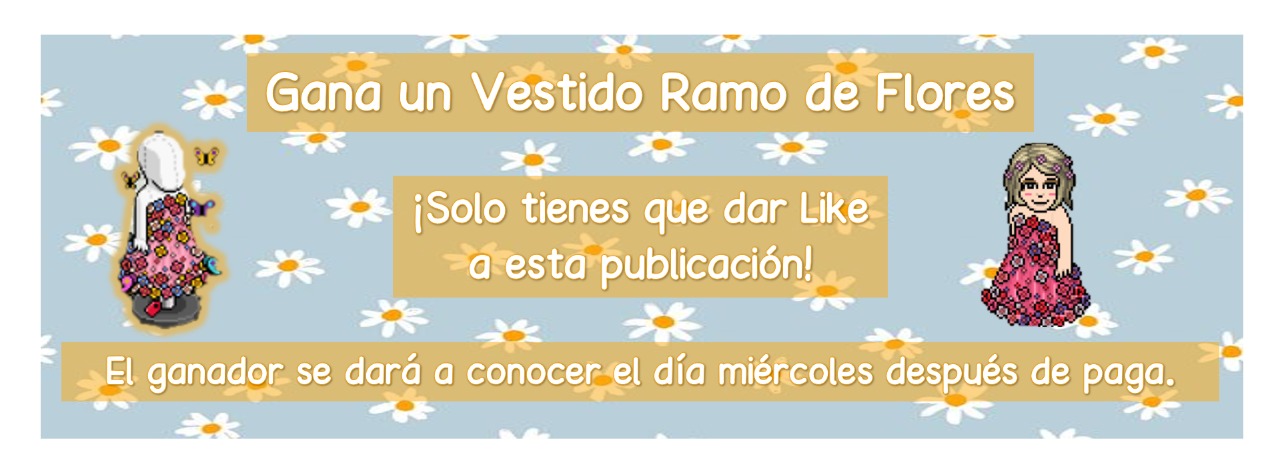 Gana un Vestido Ramo de Flores
¡Solo tienes que dar Like
a esta publicación!
El ganador se dará a conocer el día miércoles después de paga.